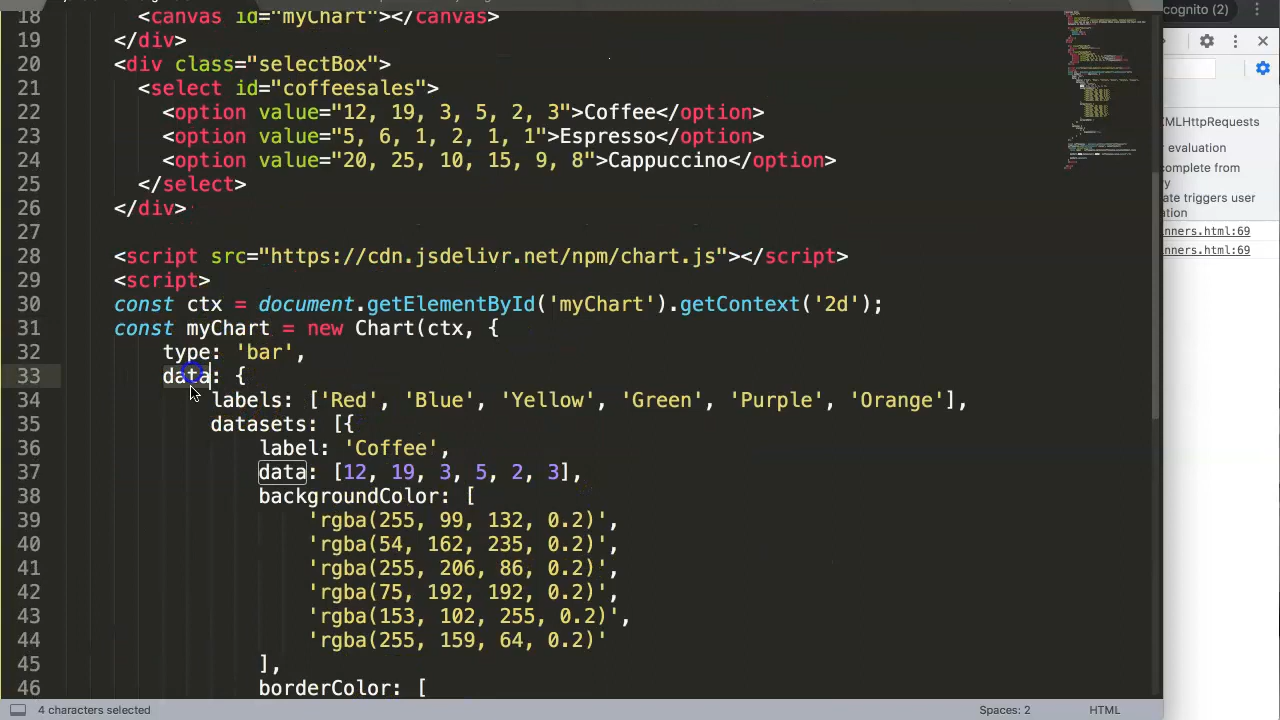 cognito (2)
18 <canvas id="myChart"></canvas>
19 </div>
20 <div class="selectBox">
21 <select id="coffeesales">
22 <option value="12, 19, 3, 5, 2, 3">Coffee</option>
23 <option value="5, 6, 1, 2, 1, 1">Espresso</option>
24 <option value="20, 25, 10, 15, 9, 8">Cappuccino</option>
25 </select>
26 </div>
27
28 <script src="https://cdn.jsdelivr.net/npm/chart.js"></script>
29 <script>
30 const ctx = document.getElementById('myChart').getContext('2d');
31 const myChart = new Chart(ctx, {
32 type: 'bar',
33 data: {
34 labels: ['Red', 'Blue', 'Yellow', 'Green', 'Purple', 'Orange'],
35 datasets: [{
36 label: 'Coffee',
37 data: [12, 19, 3, 5, 2, 3],
38 backgroundColor: [
39 'rgba(255, 99, 132, 0.2)',
40 'rgba(54, 162, 235, 0.2)',
41 'rgba(255, 206, 86, 0.2)',
42 'rgba(75, 192, 192, 0.2)',
43 'rgba(153, 102, 255, 0.2)',
44 'rgba(255, 159, 64, 0.2)'
45 ],
46 borderColor: [
4 characters selected
Spaces: 2
HTML
MLHttpRequests
r evaluation
complete from
y
ate triggers user
ation
nners.html:69
nners.html:69